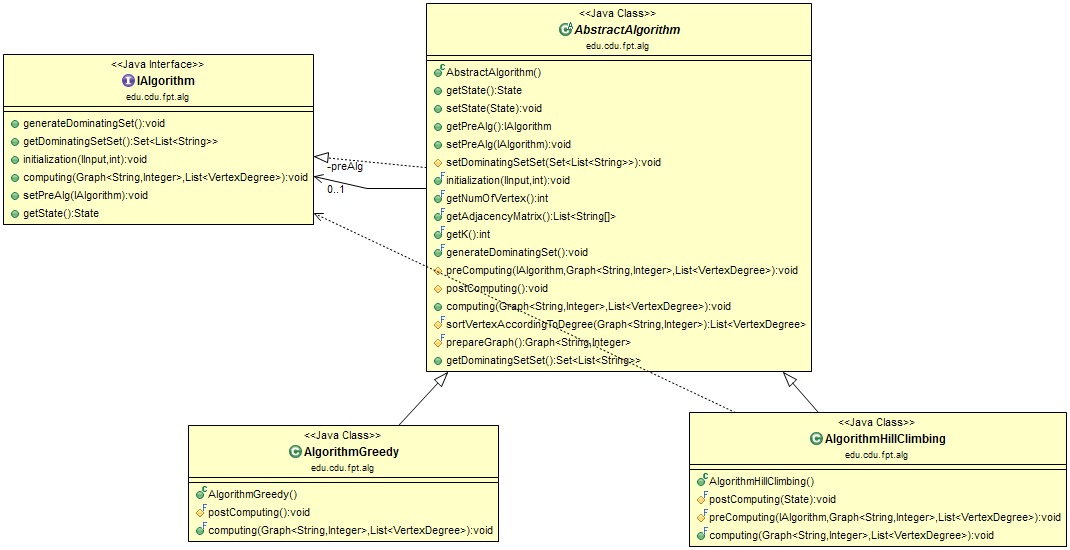 <<Java Interface>>
I IAlgorithm
edu.cdu.fpt.alg
generateDominatingSet():void
getDominatingSetSet():Set<List<String>>
initialization(IInput,int):void
computing(Graph<String,Integer>,List<VertexDegree>):void
setPreAlg(IAlgorithm):void
getState():State
-preAlg
0..1
<<Java Class>>
C A AbstractAlgorithm
edu.cdu.fpt.alg
C AbstractAlgorithm()
getState():State
setState(State):void
getPreAlg():IAlgorithm
setPreAlg(IAlgorithm):void
setDominatingSetSet(Set<List<String>>):void
F initialization(IInput,int):void
F getNumOfVertex():int
F getAdjacencyMatrix():List<String[]>
F getK():int
F generateDominatingSet():void
preComputing(IAlgorithm,Graph<String,Integer>,List<VertexDegree>):void
postComputing():void
computing(Graph<String,Integer>,List<VertexDegree>):void
F sortVertexAccordingToDegree(Graph<String,Integer>):List<VertexDegree>
F prepareGraph():Graph<String,Integer>
getDominatingSetSet():Set<List<String>>
<<Java Class>>
C AlgorithmGreedy
edu.cdu.fpt.alg
C AlgorithmGreedy()
F postComputing():void
F computing(Graph<String,Integer>,List<VertexDegree>):void
<<Java Class>>
C AlgorithmHillClimbing
edu.cdu.fpt.alg
C AlgorithmHillClimbing()
F postComputing(State):void
F preComputing(IAlgorithm,Graph<String,Integer>,List<VertexDegree>):void
F computing(Graph<String,Integer>,List<VertexDegree>):void